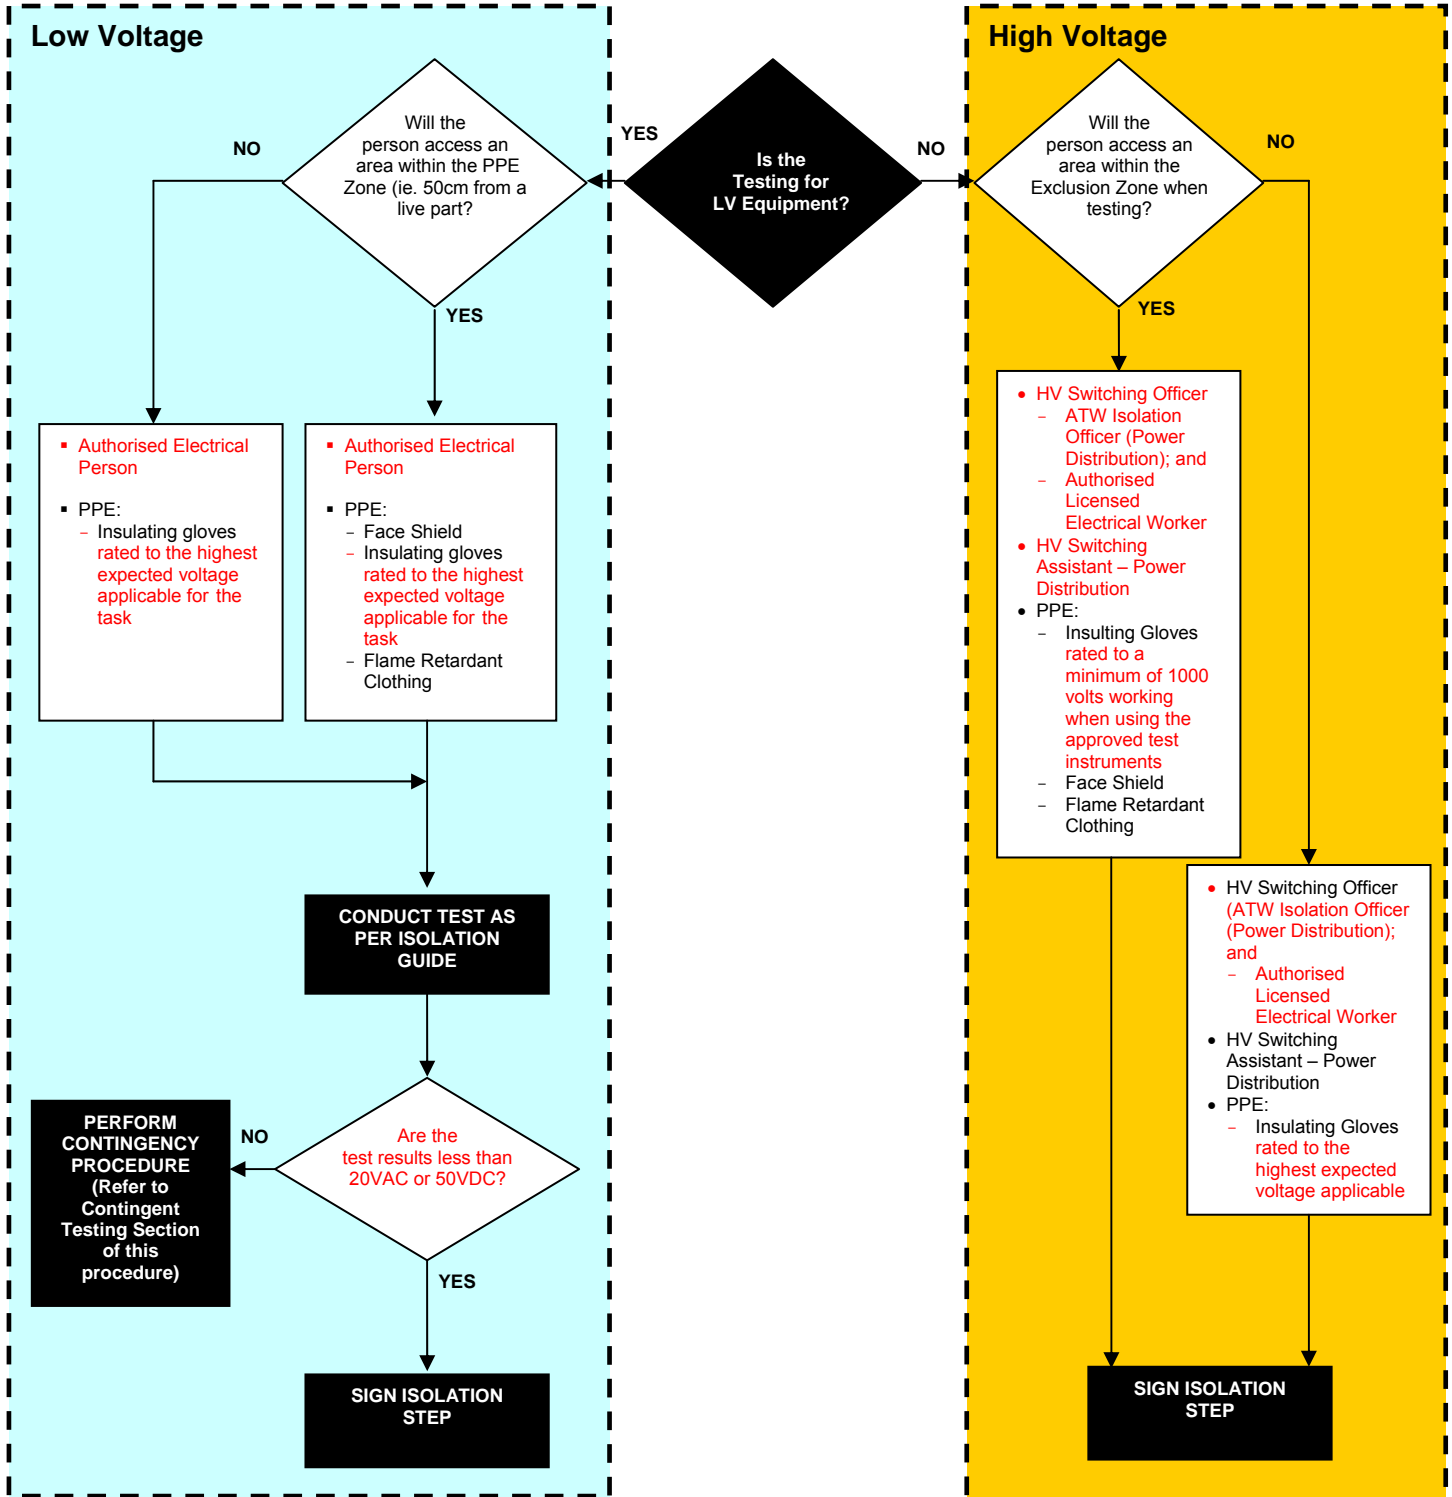 Low Voltage
Will the
person access an
area within the PPE
Zone (ie. 50cm from a
live part?
NO
YES
YES
Is the
Testing for
LV Equipment?
NO
▪ Authorised Electrical
Person
▪ PPE:
– Insulating gloves
rated to the highest
expected voltage
applicable for the
task
▪ Authorised Electrical
Person
▪ PPE:
– Face Shield
– Insulating gloves
rated to the highest
expected voltage
applicable for the
task
– Flame Retardant
Clothing
CONDUCT TEST AS
PER ISOLATION
GUIDE
Are the
test results less than
20VAC or 50VDC?
NO
YES
PERFORM
CONTINGENCY
PROCEDURE
(Refer to
Contingent
Testing Section
of this
procedure)
SIGN ISOLATION
STEP
High Voltage
Will the
person access an
area within the
Exclusion Zone when
testing?
NO
YES
• HV Switching Officer
– ATW Isolation
Officer (Power
Distribution); and
– Authorised
Licensed
Electrical Worker
• HV Switching
Assistant – Power
Distribution
• PPE:
– Insulting Gloves
rated to a
minimum of 1000
volts working
when using the
approved test
instruments
– Face Shield
– Flame Retardant
Clothing
• HV Switching Officer
(ATW Isolation Officer
(Power Distribution);
and
– Authorised
Licensed
Electrical Worker
• HV Switching
Assistant – Power
Distribution
• PPE:
– Insulating Gloves
rated to the
highest expected
voltage applicable
SIGN ISOLATION
STEP